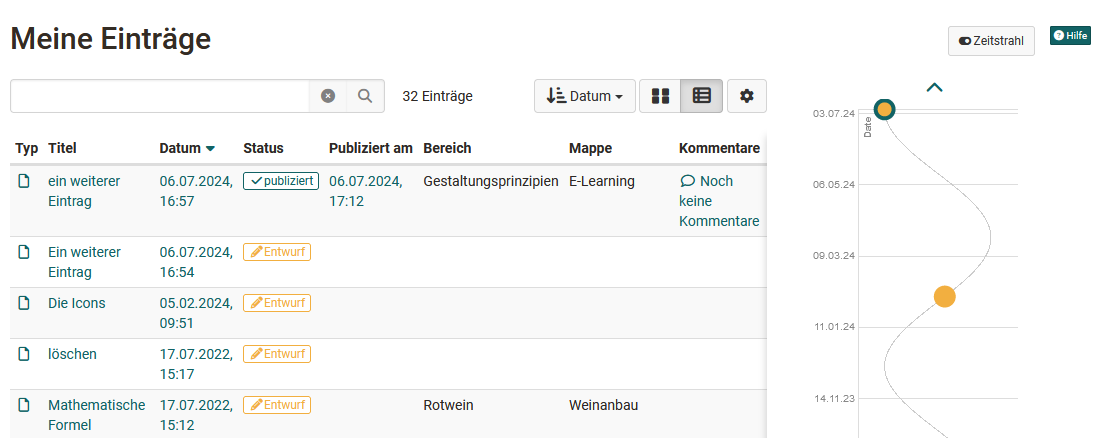 Meine Einträge
Zeitstrahl
Hilfe
32 Einträge
Datum
Typ Titel Datum Status Publiziert am Bereich Mappe Kommentare
ein weiterer Eintrag
06.07.2024, 16:57
publiziert
06.07.2024, 17:12
Gestaltungsprinzipien
E-Learning
Noch keine Kommentare
Ein weiterer Eintrag
06.07.2024, 16:54
Entwurf
Die Icons
05.02.2024, 09:51
Entwurf
löschen
17.07.2022, 15:17
Entwurf
Mathematische Formel
17.07.2022, 15:12
Entwurf
Rotwein
Weinanbau
03.07.24
Date
06.05.24
09.03.24
11.01.24
14.11.23